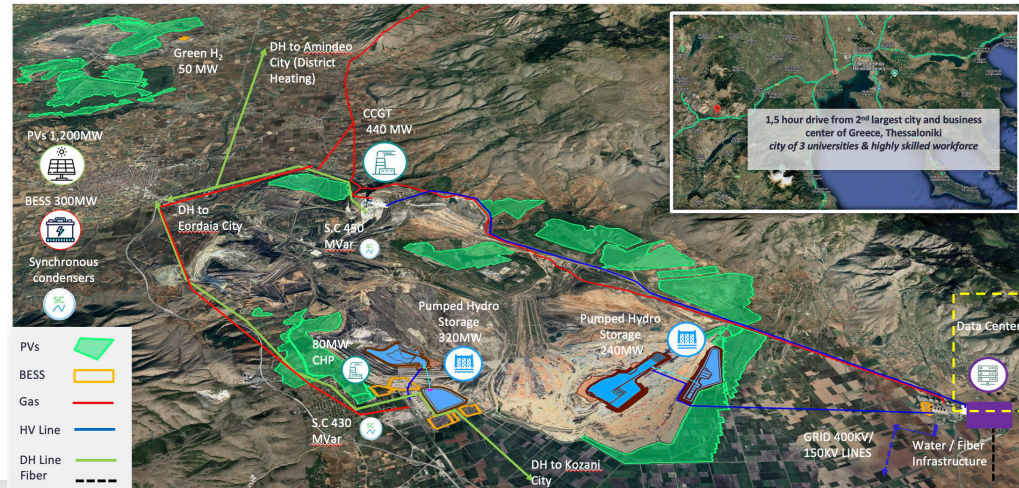 Green H₂
50 MW
DH to Amindeo
City (District
Heating)
CCGT
440 MW
1,5 hour drive from 2nd largest city and business
center of Greece, Thessaloniki
city of 3 universities & highly skilled workforce
PVs 1,200MW
BESS 300MW
Synchronous
condensers
SC
DH to
Eordaia City
S.C 450
MVar
SC
Pumped Hydro
Storage
320MW
Pumped Hydro
Storage
240MW
80MW
CHP
S.C 430
MVar
SC
Data Center
GRID 400KV/
150KV LINES
Water / Fiber
Infrastructure
DH to Kozani
City
PVs
BESS
Gas
HV Line
DH Line
Fiber